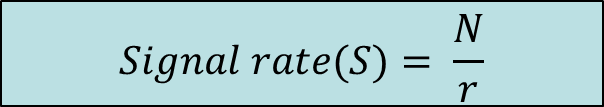 Signal rate(S) = N/r